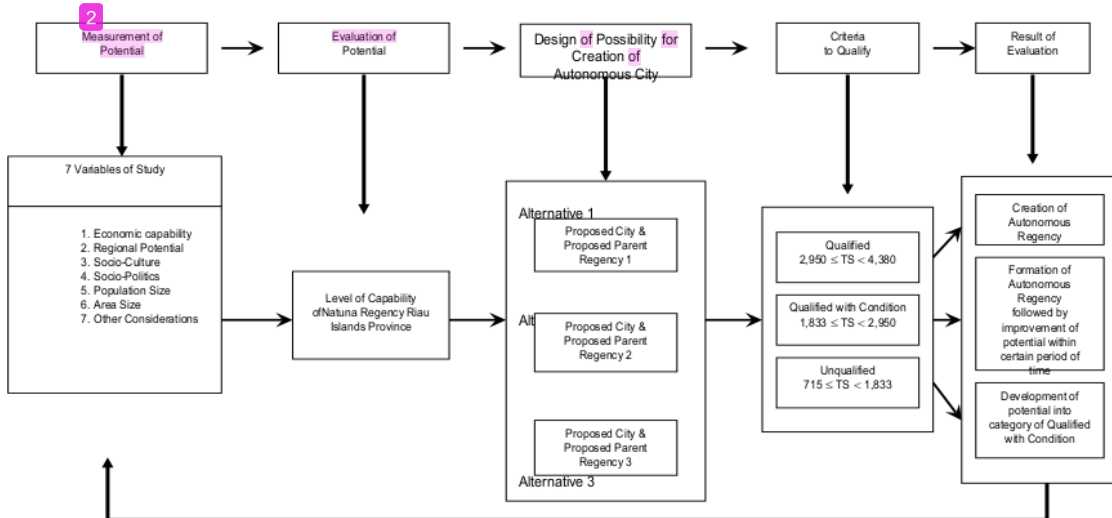 2
Measurement of
Potential
Evaluation of
Potential
Design of Possibility for
Creation of
Autonomous City
Criteria
to Qualify
Result of
Evaluation
7 Variables of Study
1. Economic capability
2. Regional Potential
3. Socio-Culture
4. Socio-Politics
5. Population Size
6. Area Size
7. Other Considerations
Level of Capability
ofNatuna Regency Riau
Islands Province
Alternative 1
Proposed City &
Proposed Parent
Regency 1
Proposed City &
Proposed Parent
Regency 2
Proposed City &
Proposed Parent
Regency 3
Alternative 3
Qualified
2,950 ≤ TS < 4,380
Qualified with Condition
1,833 ≤ TS < 2,950
Unqualified
715 ≤ TS < 1,833
Creation of
Autonomous
Regency
Formation of
Autonomous
Regency
followed by
improvement of
potential within
certain period of
time
Development of
potential into
category of Qualified
with Condition